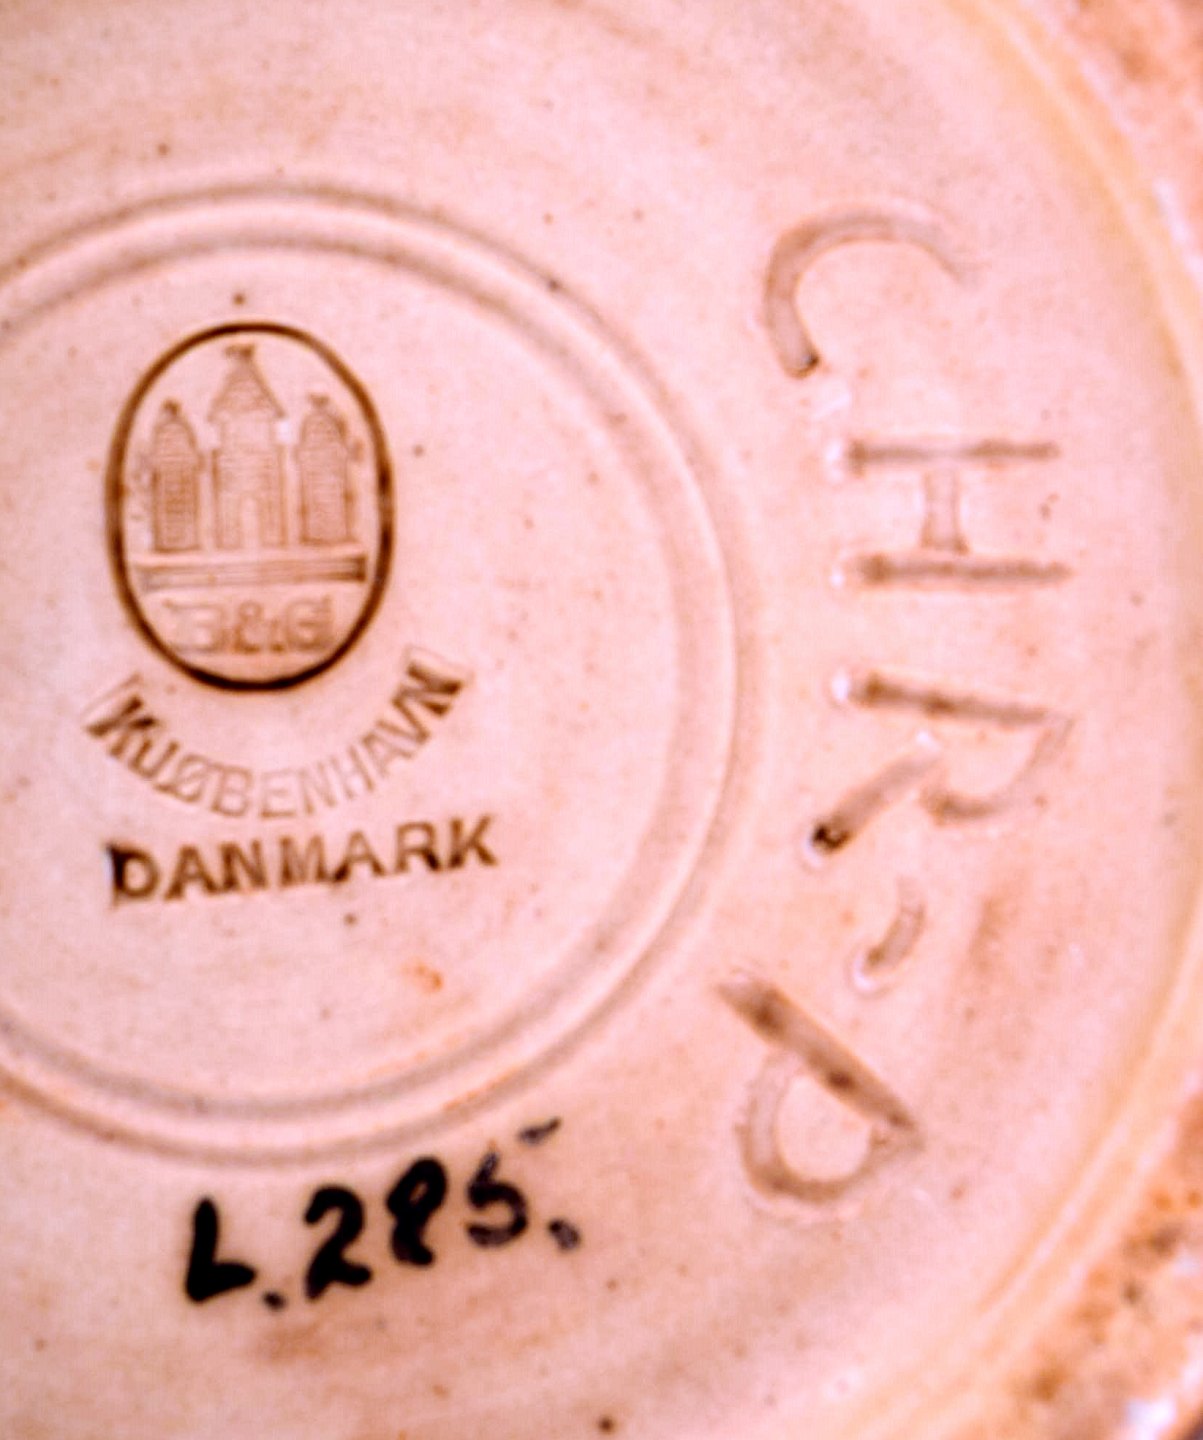 B&G
KJØBENHAVN
DANMARK
L.285.
CHR-P